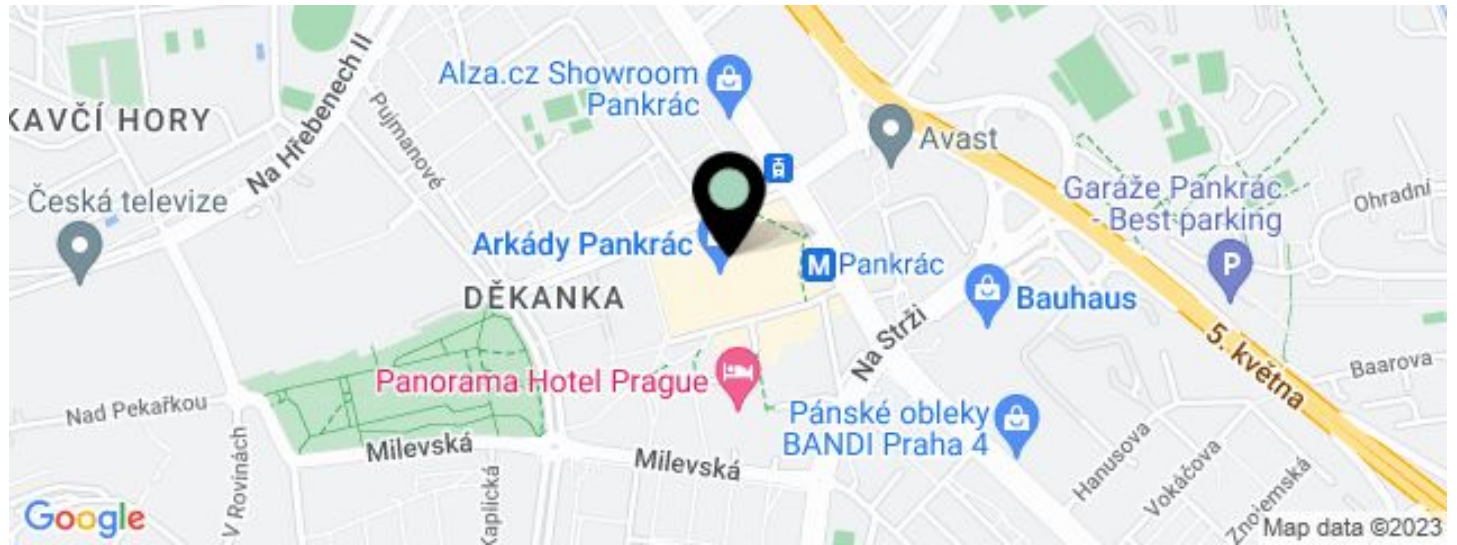 Alza.cz Showroom
Pankrác
KAVČÍ HORY
Na Hřebenech II
Pujmanové
Avast
Česká televize
Garáže Pankrác
- Best parking
Ohradní
P
Arkády Pankrác
M Pankrác
DĚKANKA
Bauhaus
Na Strži
5. května
Baarova
Panorama Hotel Prague
Nad Pekařkou
Pánské obleky
BANDI Praha 4
Milevská
Milevská
V Rovinách
Kaplická
Hanusova
Vokáčova
Znojemská
Google
Map data ©2023